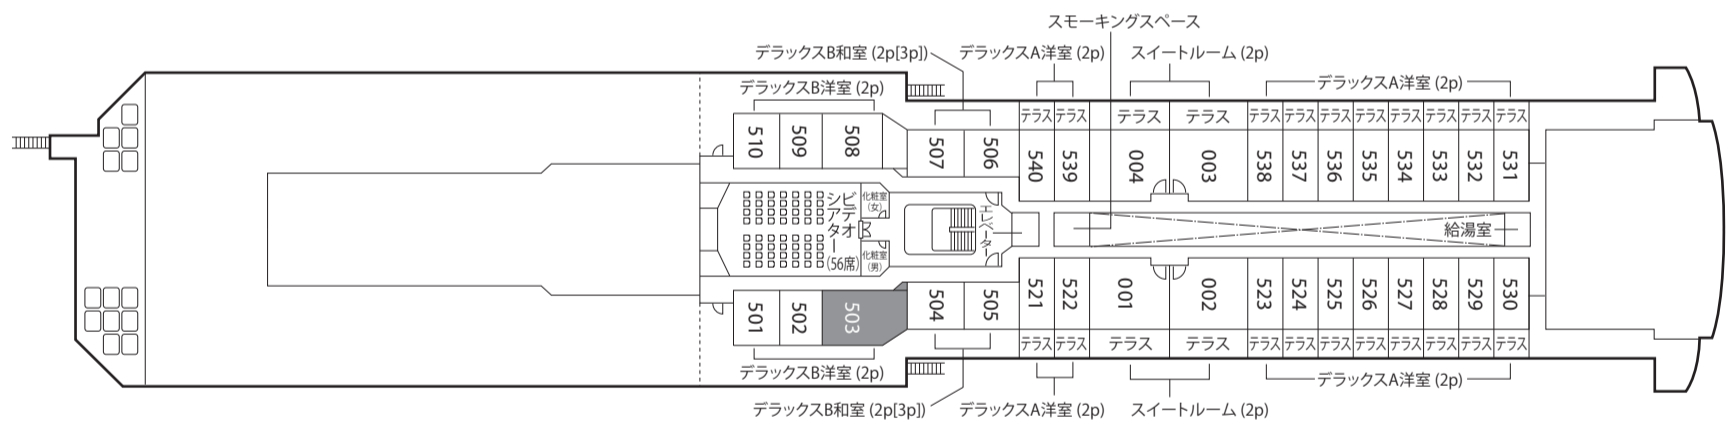 スモーキングスペース
デラックスB和室 (2p[3p])
デラックスA洋室 (2p)
スイートルーム (2p)
デラックスA洋室 (2p)
デラックスB洋室 (2p)
テラス
テラス
テラス
テラス
テラス
テラス
テラス
テラス
テラス
テラス
テラス
テラス
510
509
508
507
506
540
539
004
003
538
537
536
535
534
533
532
531
ビデオ
シアター
(56席)
化粧室
(女)
化粧室
(男)
エレベーター
給湯室
501
502
503
504
505
521
522
001
002
523
524
525
526
527
528
529
530
テラス
テラス
テラス
テラス
テラス
テラス
テラス
テラス
テラス
テラス
テラス
テラス
デラックスB洋室 (2p)
デラックスA洋室 (2p)
デラックスB和室 (2p[3p])
デラックスA洋室 (2p)
スイートルーム (2p)